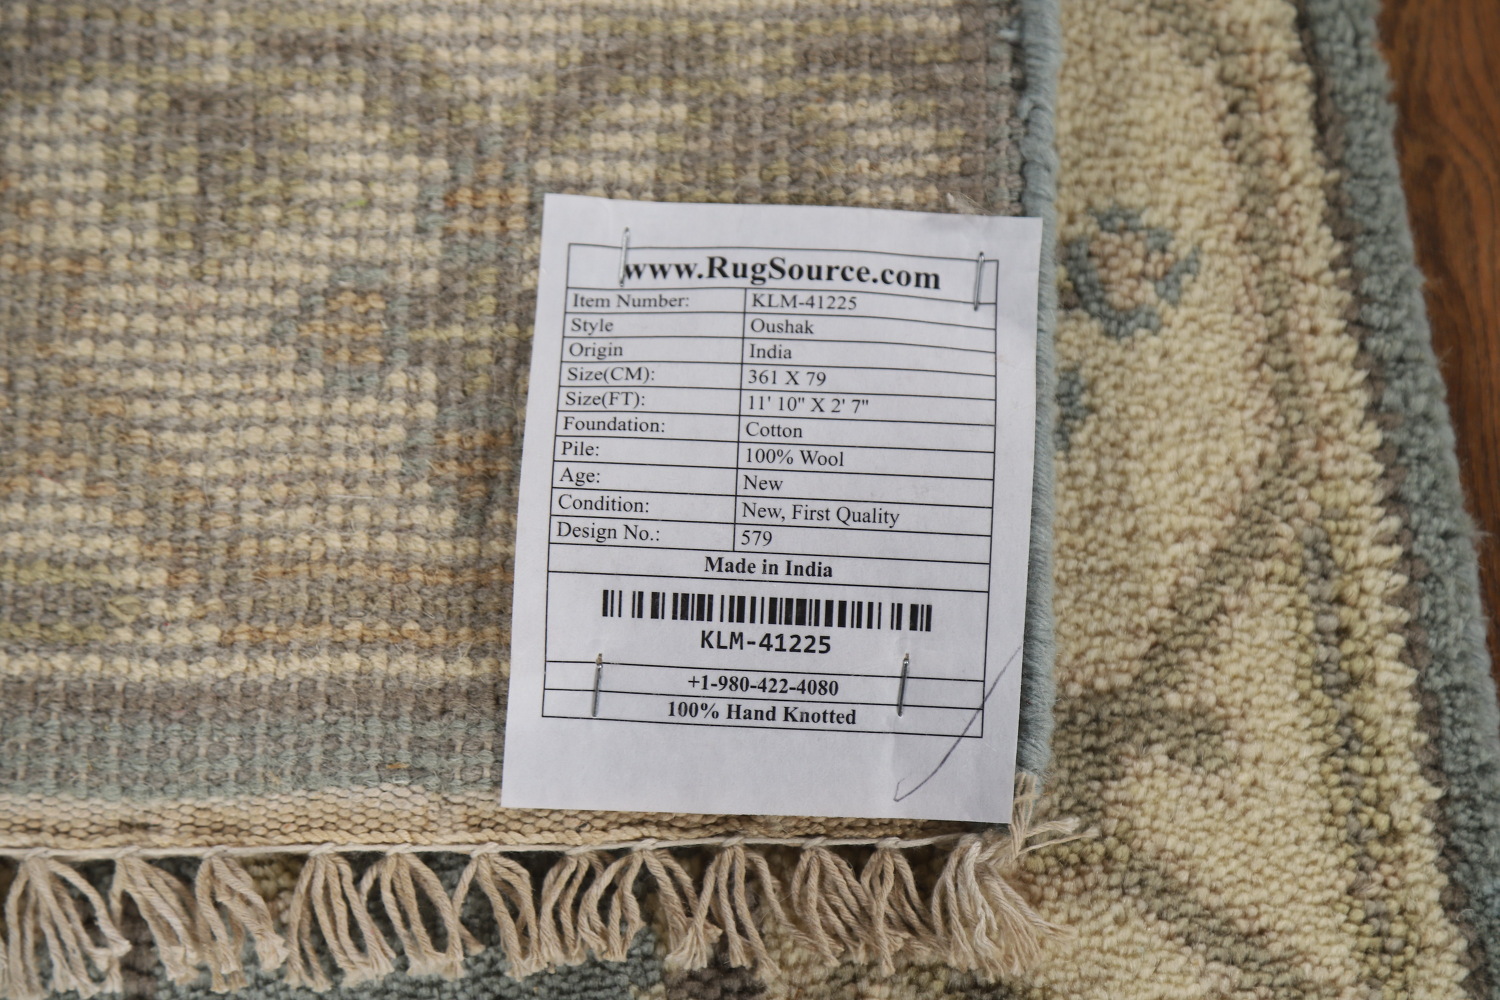 www.RugSource.com
Item Number: KLM-41225
Style Oushak
Origin India
Size(CM): 361 X 79
Size(FT): 11' 10" X 2' 7"
Foundation: Cotton
Pile: 100% Wool
Age: New
Condition: New, First Quality
Design No.: 579
Made in India
KLM-41225
+1-980-422-4080
100% Hand Knotted